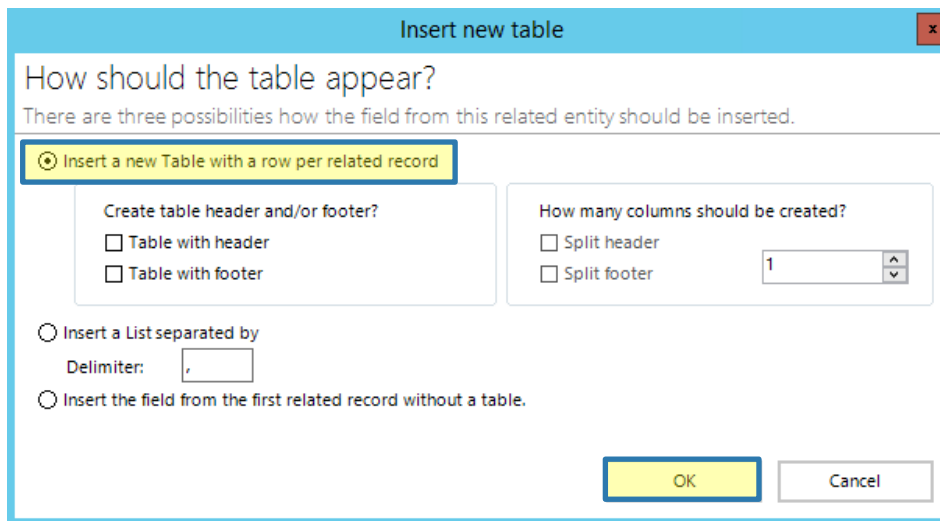 Insert new table
x
How should the table appear?
There are three possibilities how the field from this related entity should be inserted.
Insert a new Table with a row per related record
Create table header and/or footer?
Table with header
Table with footer
How many columns should be created?
Split header
Split footer
1
Insert a List separated by
Delimiter: ,
Insert the field from the first related record without a table.
OK
Cancel